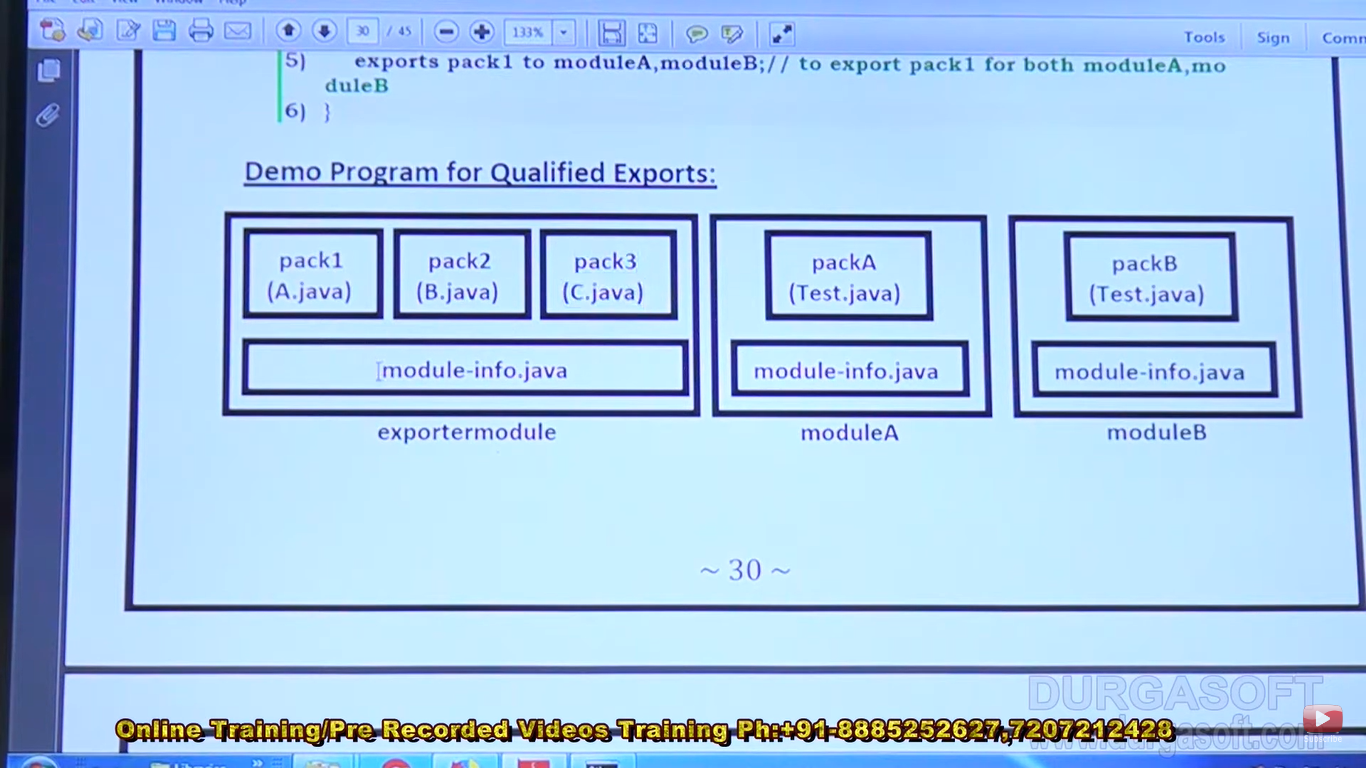 30 / 45
133%
Tools Sign
5) exports pack1 to moduleA,moduleB;// to export pack1 for both moduleA,mo
duleB
6) }
Demo Program for Qualified Exports:
pack1 pack2 pack3 packA packB
(A.java) (B.java) (C.java) (Test.java) (Test.java)
module-info.java module-info.java module-info.java
exportermodule moduleA moduleB
~ 30 ~
DURGASOFT
www.durgasoft.com
Online Training/Pre Recorded Videos Training Ph:+91-8885252627,7207212428